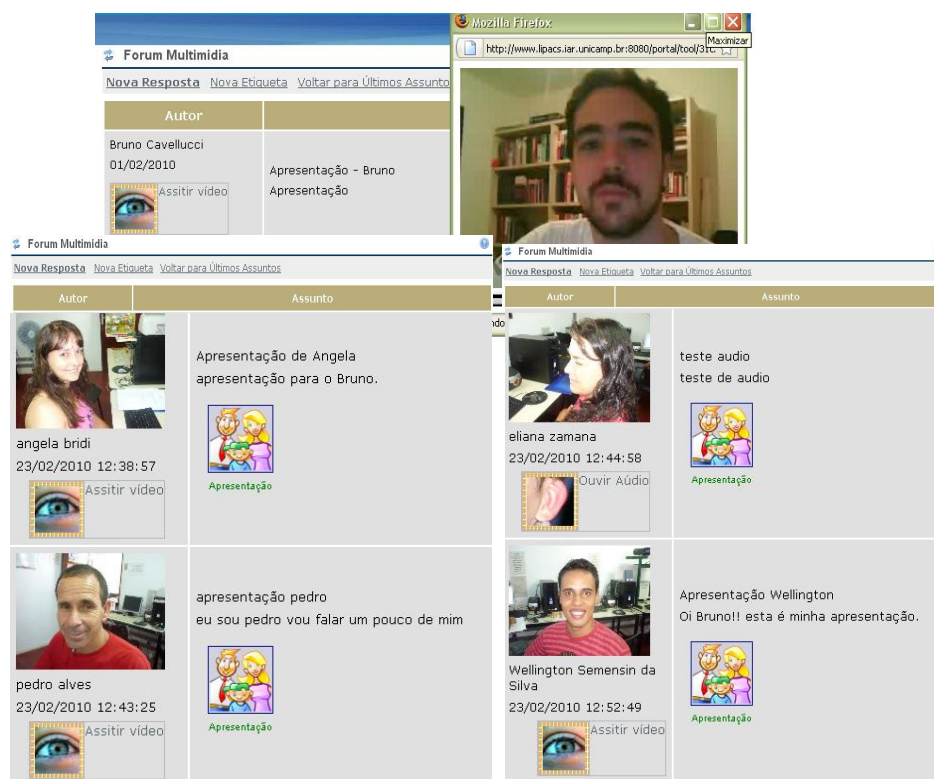 Mozilla Firefox
Maximizar
http://www.lipacs.iar.unicamp.br:8080/portal/tool/31c
Forum Multimidia
Nova Resposta Nova Etiqueta Voltar para Últimos Assunto
Autor
Bruno Cavellucci
01/02/2010
Assitir vídeo
Apresentação - Bruno
Apresentação
Forum Multimidia
Nova Resposta Nova Etiqueta Voltar para Últimos Assuntos
Autor Assunto
angela bridi
23/02/2010 12:38:57
Assitir vídeo
Apresentação de Angela
apresentação para o Bruno.
Apresentação
pedro alves
23/02/2010 12:43:25
Assitir vídeo
apresentação pedro
eu sou pedro vou falar um pouco de mim
Apresentação
Forum Multimidia
Nova Resposta Nova Etiqueta Voltar para Últimos Assuntos
ndo
Autor Assunto
eliana zamana
23/02/2010 12:44:58
Ouvir Aúdio
teste audio
teste de audio
Apresentação
Wellington Semensin da
Silva
23/02/2010 12:52:49
Assitir vídeo
Apresentação Wellington
Oi Bruno!! esta é minha apresentação.
Apresentação